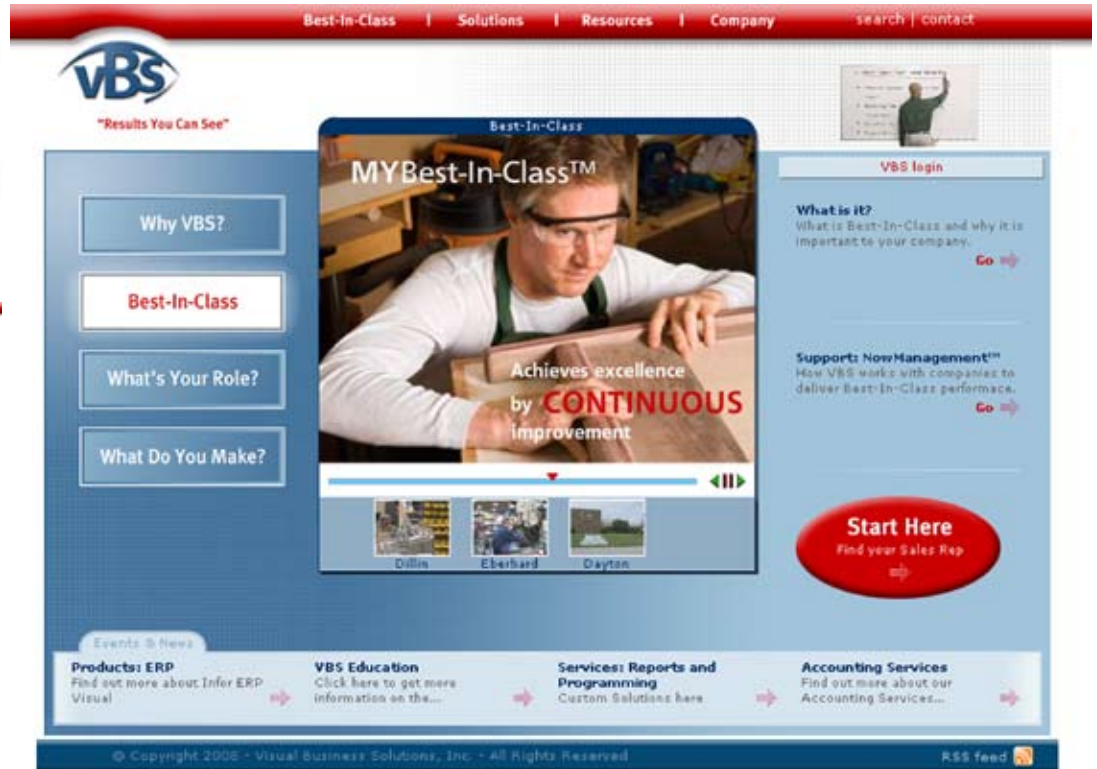 Best-In-Class | Solutions | Resources | Company
search | contact
VBS
"Results You Can See"
Best-In-Class
MYBest-In-Class™
Achieves excellence
by CONTINUOUS
improvement
Why VBS?
Best-In-Class
What's Your Role?
What Do You Make?
Dillin
Eberhard
Dayton
VBS login
What is it?
What is Best-In-Class and why it is
important to your company.
Go
Support: NowManagement™
How VBS works with companies to
deliver Best-In-Class performace.
Go
Start Here
Find your Sales Rep
Events & News
Products: ERP
Find out more about Infor ERP
Visual
VBS Education
Click here to get more
information on the...
Services: Reports and
Programming
Custom Solutions here
Accounting Services
Find out more about our
Accounting Services...
© Copyright 2006 - Visual Business Solutions, Inc. - All Rights Reserved
RSS feed